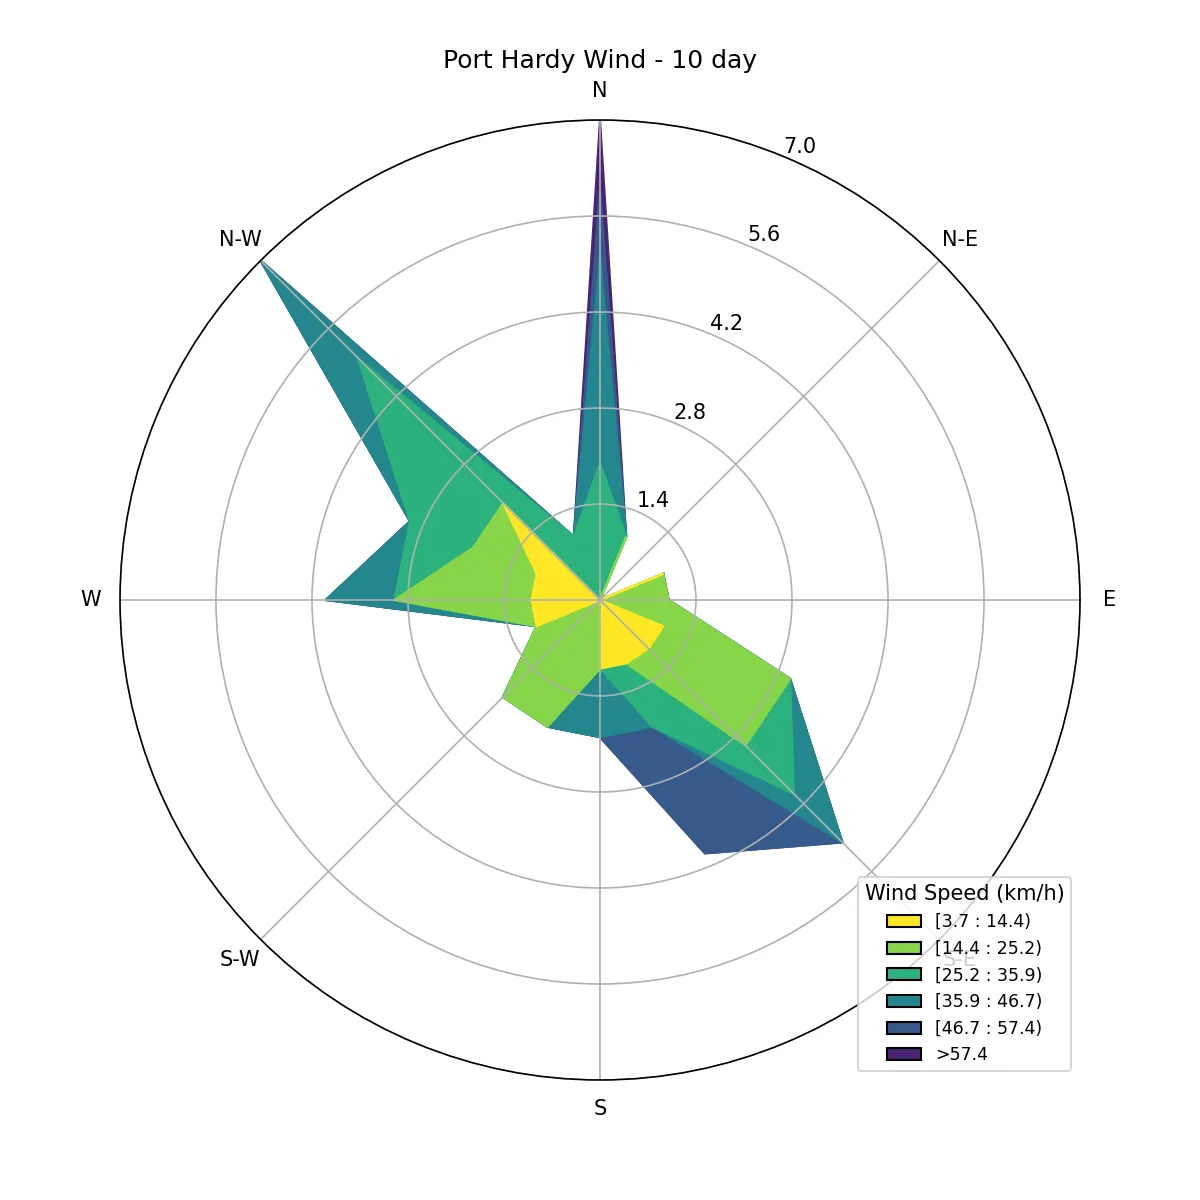 Port Hardy Wind - 10 day
N
7.0
N-W
5.6
N-E
4.2
2.8
1.4
W
E
Wind Speed (km/h)
[3.7 : 14.4)
[14.4 : 25.2)
S-W
S-E
[25.2 : 35.9)
[35.9 : 46.7)
[46.7 : 57.4)
>57.4
S